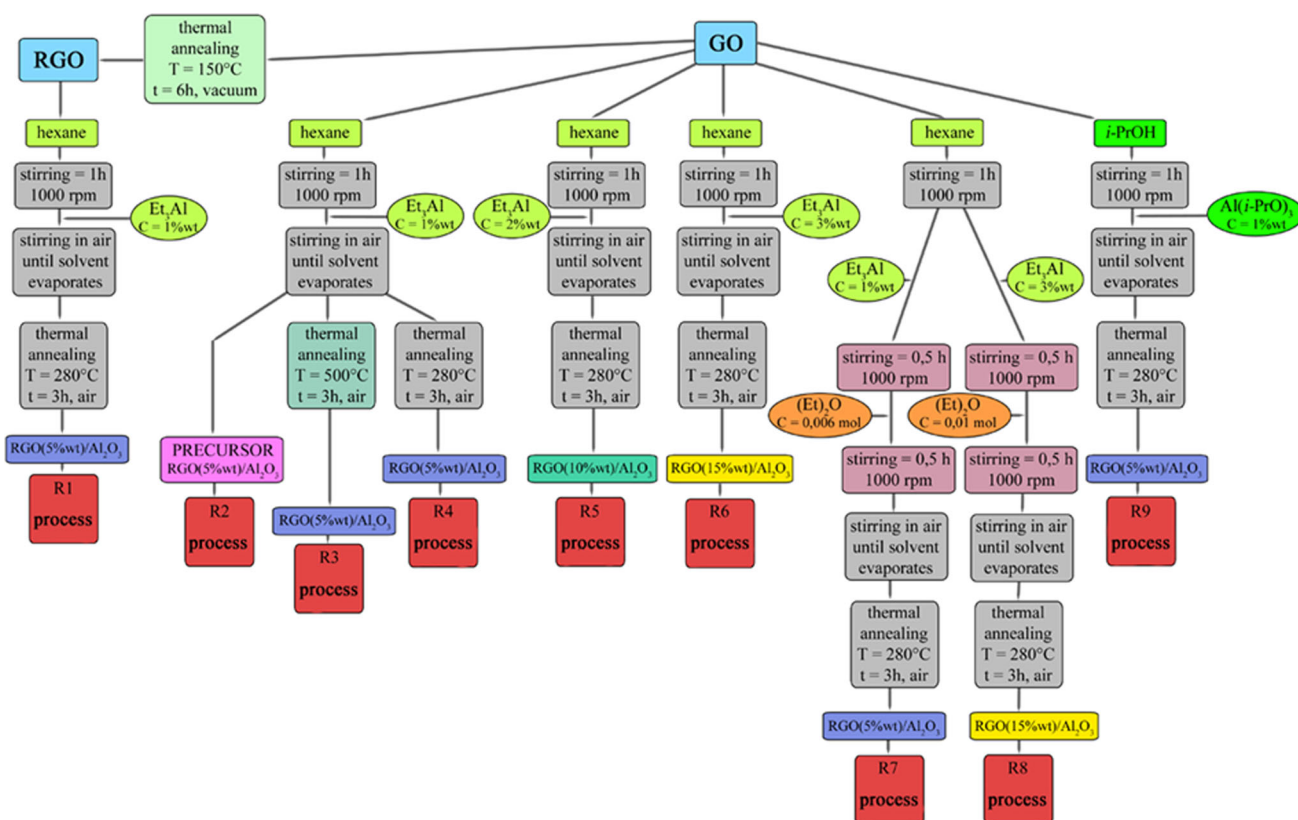 RGO
thermal
annealing
T = 150°C
t = 6h, vacuum
GO
hexane
stirring = 1h
1000 rpm
Et₃Al
C = 1%wt
stirring in air
until solvent
evaporates
thermal
annealing
T = 280°C
t = 3h, air
RGO(5%wt)/Al₂O₃
R1
process
hexane
stirring = 1h
1000 rpm
Et₃Al
C = 1%wt
stirring in air
until solvent
evaporates
PRECURSOR
RGO(5%wt)/Al₂O₃
R2
process
thermal
annealing
T = 500°C
t = 3h, air
RGO(5%wt)/Al₂O₃
R3
process
thermal
annealing
T = 280°C
t = 3h, air
RGO(5%wt)/Al₂O₃
R4
process
hexane
stirring = 1h
1000 rpm
Et₃Al
C = 2%wt
stirring in air
until solvent
evaporates
thermal
annealing
T = 280°C
t = 3h, air
RGO(10%wt)/Al₂O₃
R5
process
hexane
stirring = 1h
1000 rpm
Et₃Al
C = 3%wt
stirring in air
until solvent
evaporates
thermal
annealing
T = 280°C
t = 3h, air
RGO(15%wt)/Al₂O₃
R6
process
hexane
stirring = 1h
1000 rpm
Et₃Al
C = 1%wt
stirring = 0,5 h
1000 rpm
(Et)₂O
C = 0,006 mol
stirring = 0,5 h
1000 rpm
stirring in air
until solvent
evaporates
thermal
annealing
T = 280°C
t = 3h, air
RGO(5%wt)/Al₂O₃
R7
process
Et₃Al
C = 3%wt
stirring = 0,5 h
1000 rpm
(Et)₂O
C = 0,01 mol
stirring = 0,5 h
1000 rpm
stirring in air
until solvent
evaporates
thermal
annealing
T = 280°C
t = 3h, air
RGO(15%wt)/Al₂O₃
R8
process
i-PrOH
stirring = 1h
1000 rpm
Al(i-PrO)₃
C = 1%wt
stirring in air
until solvent
evaporates
thermal
annealing
T = 280°C
t = 3h, air
RGO(5%wt)/Al₂O₃
R9
process